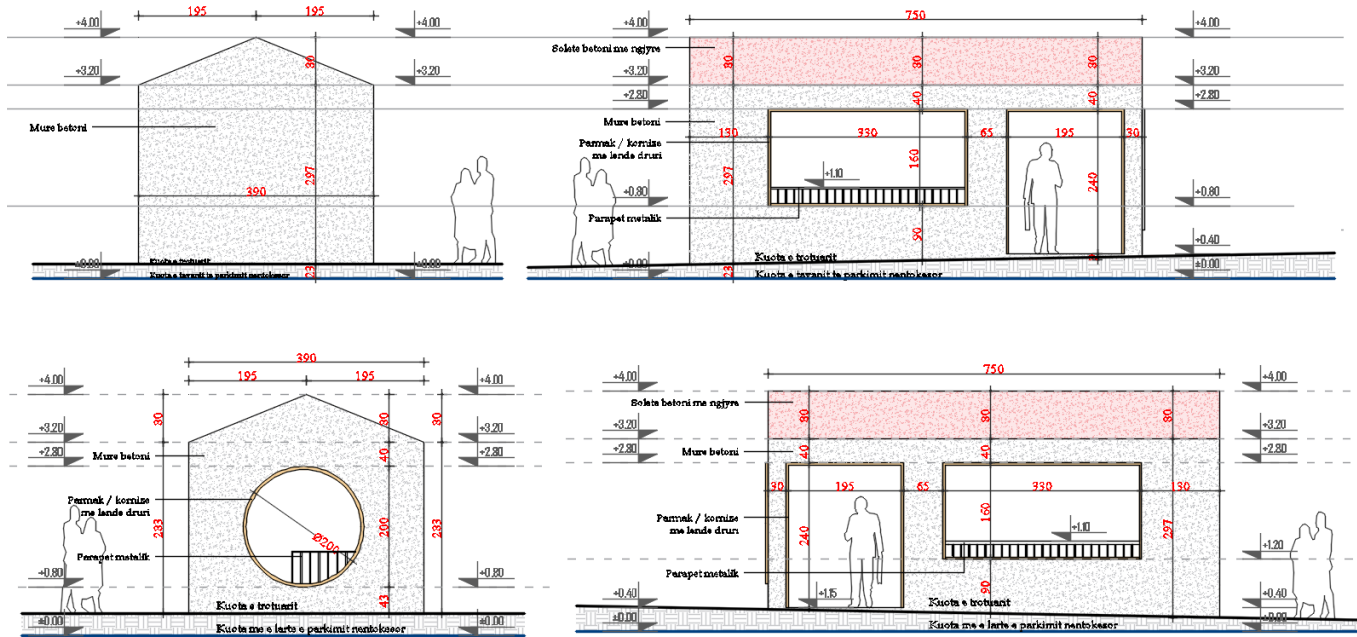 195 195
+4.00 +4.00
30
+3.20 +3.20
Mure betoni
297
390
±0.00 Kuota e trotuarit ±0.00
Kuota e tavanit te parkimit nentokesor
23
750
+4.00 +4.00
Solete betoni me ngjyre
80 80 80
+3.20 +3.20
+2.80 40 40 +2.80
Mure betoni
130 330 65 195 30
Parmak / kornize
me lende druri
160
297 +1.10 240
+0.80 +0.80
Parapet metalik
90
+0.40
Kuota e trotuarit
±0.00 ±0.00
23 Kuota e tavanit te parkimit nentokesor
390
195 195
+4.00 +4.00
80 80 80
+3.20 +3.20
+2.80 40 +2.80
Mure betoni
Parmak / kornize
me lende druri
233 200 233
Ø200
Parapet metalik
+0.80 +0.80
43
Kuota e trotuarit
±0.00 ±0.00
Kuota me e larte e parkimit nentokesor
750
+4.00 +4.00
Solete betoni me ngjyre
80 80 80
+3.20 +3.20
Mure betoni
+2.80 40 40 +2.80
30 195 65 330 130
Parmak / kornize
me lende druri
160
240 +1.10 297
+1.20
Parapet metalik
90
+0.40 +1.15 Kuota e trotuarit +0.40
±0.00 ±0.00
Kuota me e larte e parkimit nentokesor